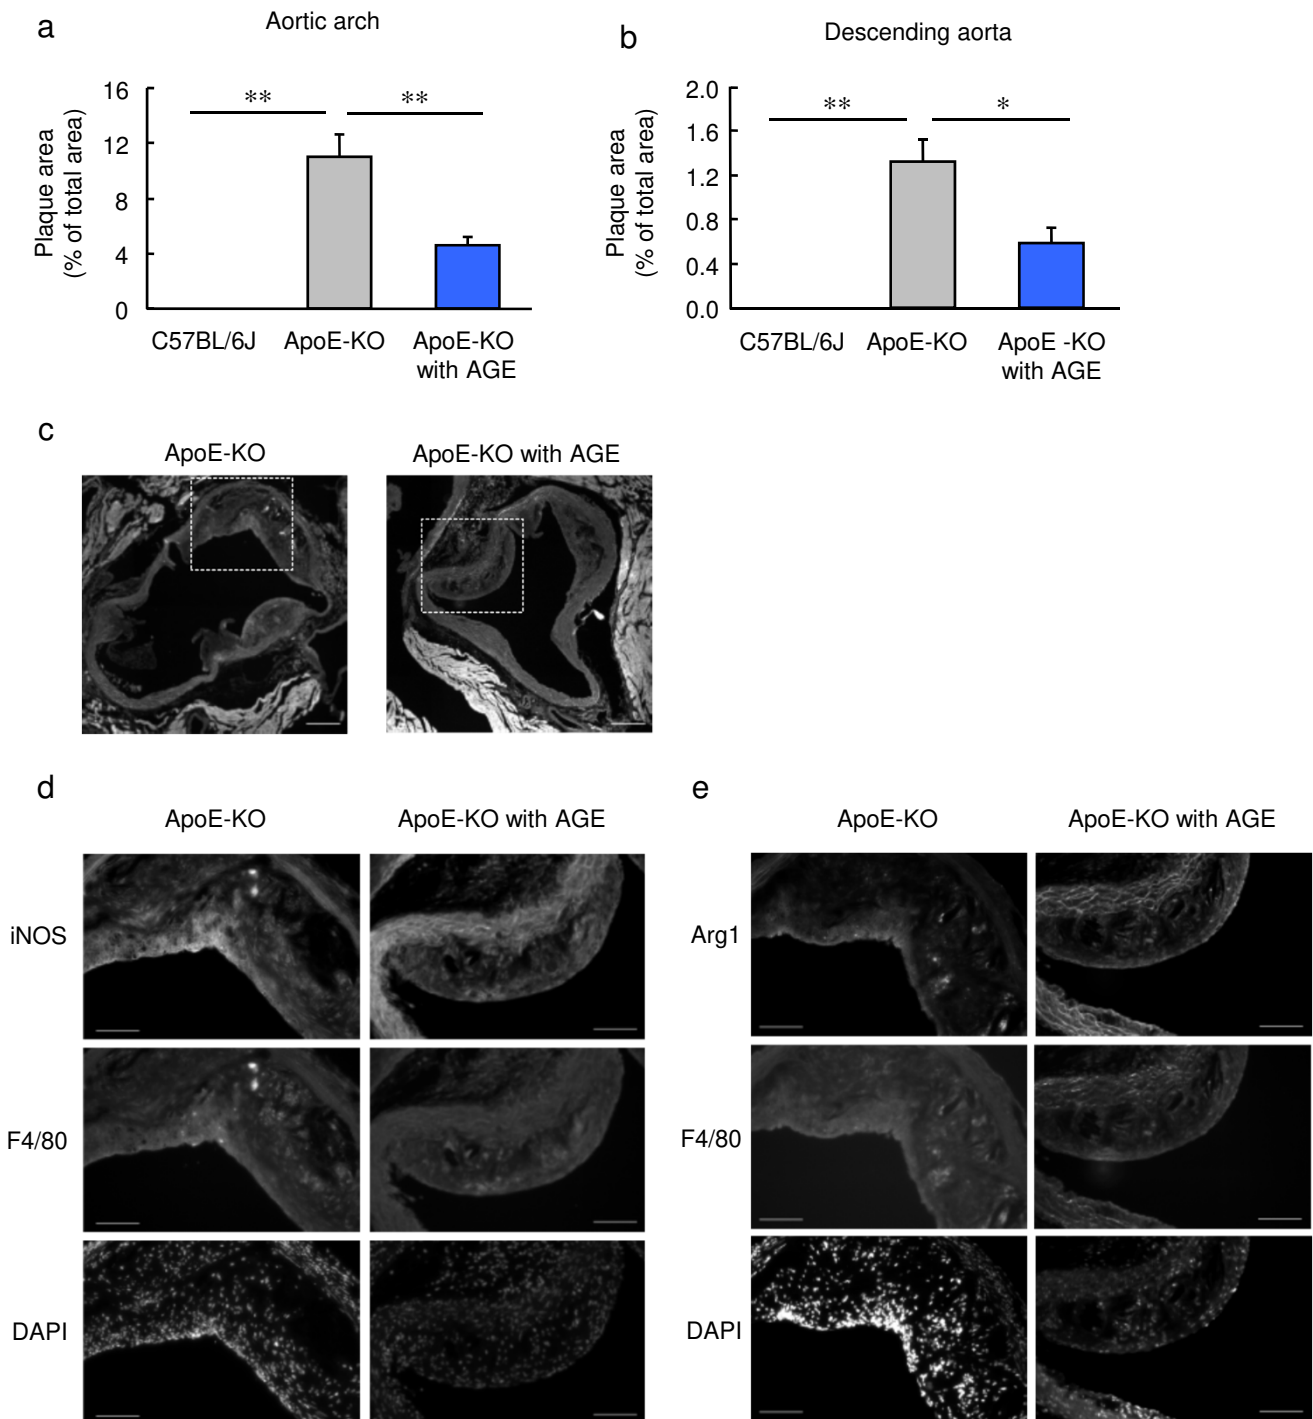 a
Aortic arch
Plaque area
(% of total area)
16
12
8
4
0
**
**
C57BL/6J
ApoE-KO
ApoE-KO
with AGE
b
Descending aorta
Plaque area
(% of total area)
2.0
1.6
1.2
0.8
0.4
0.0
**
*
C57BL/6J
ApoE-KO
ApoE -KO
with AGE
c
ApoE-KO
ApoE-KO with AGE
d
ApoE-KO
ApoE-KO with AGE
iNOS
F4/80
DAPI
e
ApoE-KO
ApoE-KO with AGE
Arg1
F4/80
DAPI